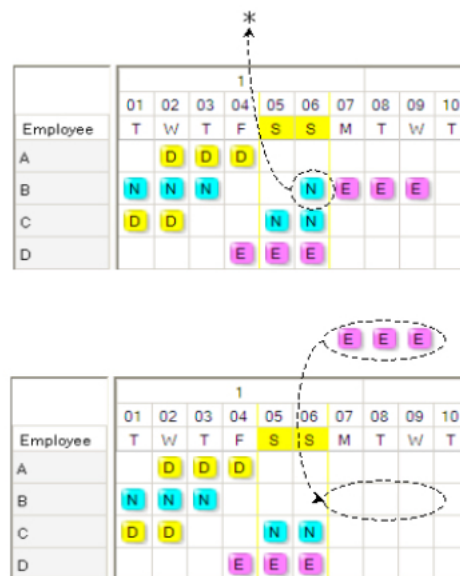 *
1
01 02 03 04 05 06 07 08 09 10
Employee T W T F S S M T W T
A D D D
B N N N N E E E
C D D N N
D E E E
E E E
1
01 02 03 04 05 06 07 08 09 10
Employee T W T F S S M T W T
A D D D
B N N N
C D D N N
D E E E